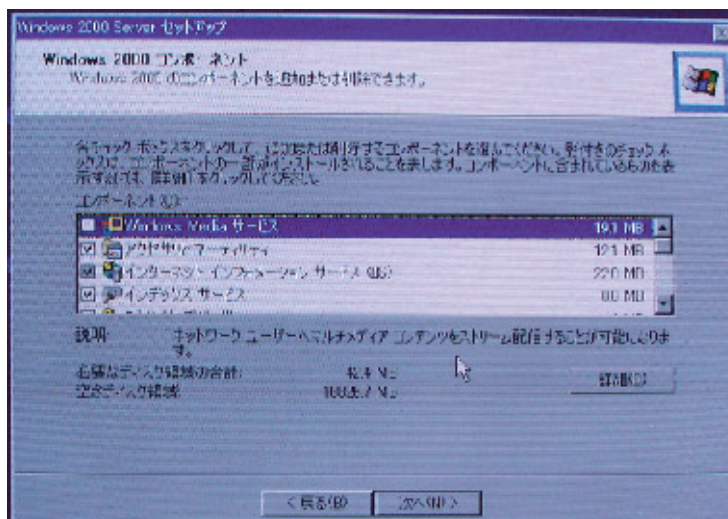 Windows 2000 Server セットアップ
Windows 2000 コンポーネント
Windows 2000 のコンポーネントを追加または削除できます。
各チェック ボックスをクリックして、追加または削除するコンポーネントを選んでください。影付きのチェック ボ
ックスは、コンポーネントの一部がインストールされることを表します。コンポーネントに含まれているものを表
示するには、[詳細] をクリックしてください。
コンポーネント(C):
Windows Media サービス 19.1 MB
アクセサリとユーティリティ 12.1 MB
インターネット インフォメーション サービス (IIS) 22.0 MB
インデックス サービス 0.0 MB
説明: ネットワーク ユーザーへマルチメディア コンテンツをストリーム配信することが可能になりま
す。
必要なディスク領域の合計: MB
空きディスク領域: MB
詳細(D)
< 戻る(B) 次へ(N) >